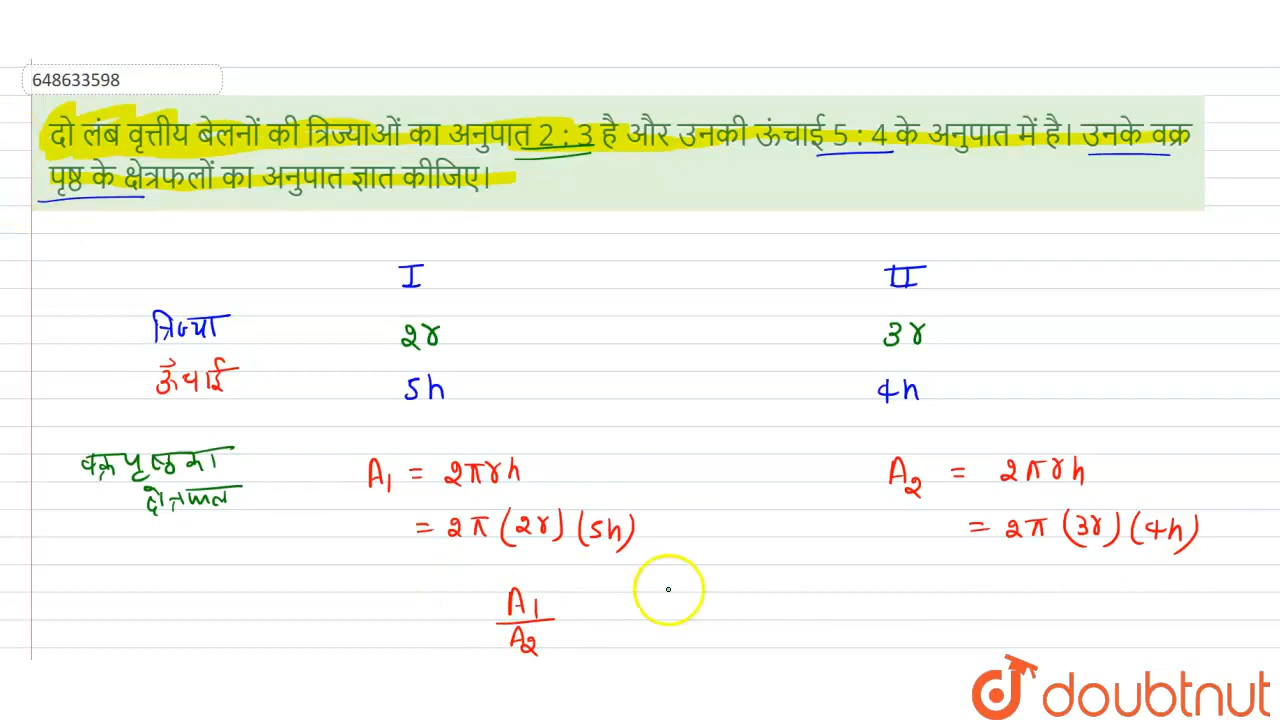 648633598
दो लंब वृत्तीय बेलनों की त्रिज्याओं का अनुपात 2 : 3 है और उनकी ऊंचाई 5 : 4 के अनुपात में है। उनके वक्र
पृष्ठ के क्षेत्रफलों का अनुपात ज्ञात कीजिए।
I II
त्रिज्या 2r 3r
ऊँचाई 5h 4h
वक्र पृष्ठ का A₁ = 2πrh A₂ = 2πrh
क्षेत्रफल = 2π(2r)(5h) = 2π(3r)(4h)
A₁
A₂
doubtnut